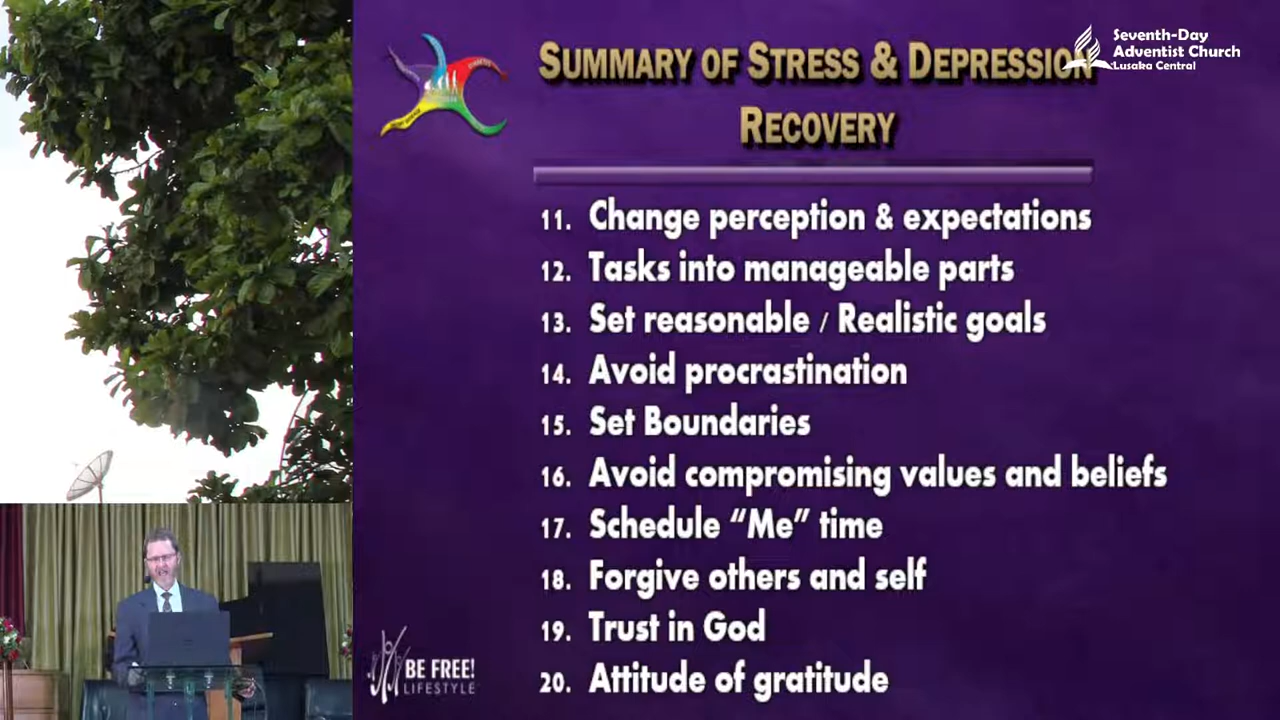 Seventh-Day
Adventist Church
Lusaka Central
SUMMARY OF STRESS & DEPRESSION
RECOVERY
11. Change perception & expectations
12. Tasks into manageable parts
13. Set reasonable / Realistic goals
14. Avoid procrastination
15. Set Boundaries
16. Avoid compromising values and beliefs
17. Schedule “Me” time
18. Forgive others and self
19. Trust in God
20. Attitude of gratitude
BE FREE!
LIFESTYLE